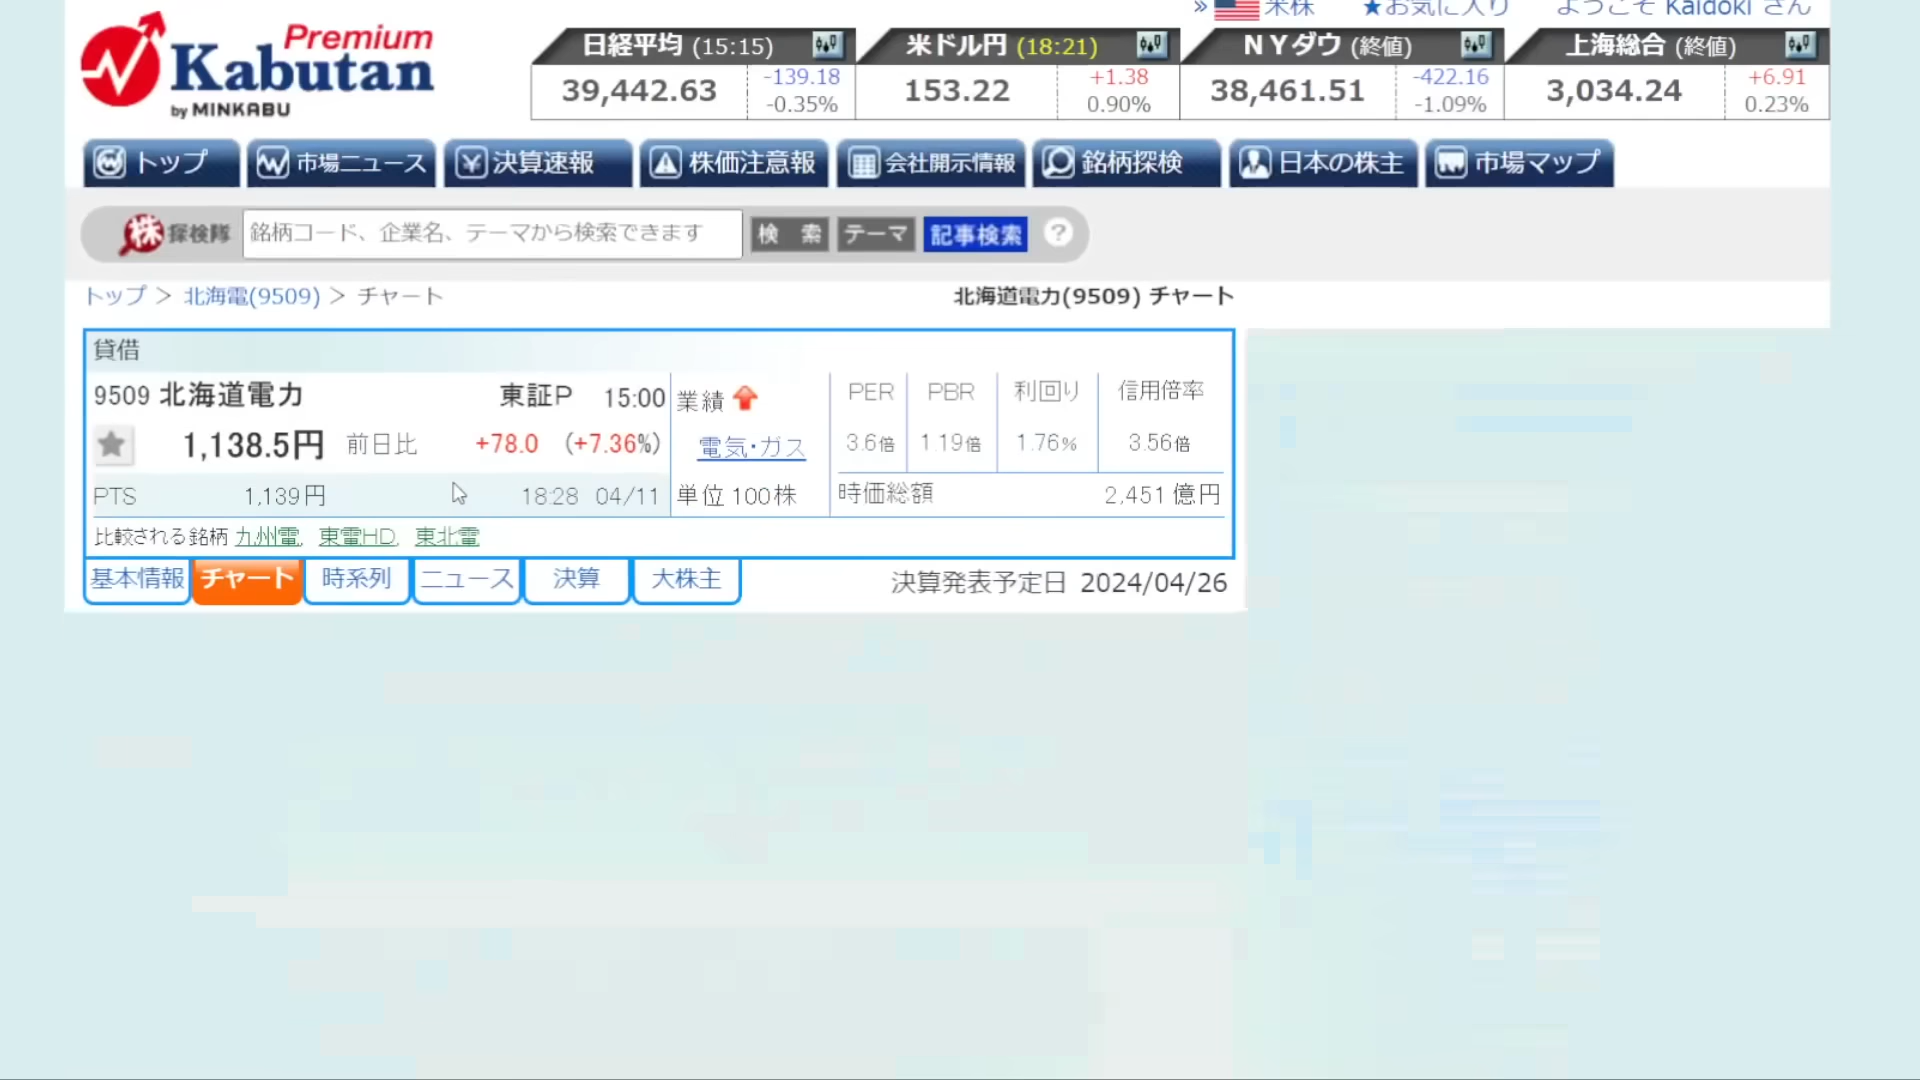 » 米株 ★お気に入り ようこそ Kaidoki さん
Premium
Kabutan
by MINKABU
日経平均 (15:15) 米ドル円 (18:21) NYダウ (終値) 上海総合 (終値)
39,442.63 -139.18 153.22 +1.38 38,461.51 -422.16 3,034.24 +6.91
-0.35% 0.90% -1.09% 0.23%
トップ 市場ニュース 決算速報 株価注意報 会社開示情報 銘柄探検 日本の株主 市場マップ
株探検隊 銘柄コード、企業名、テーマから検索できます 検 索 テーマ 記事検索 ?
トップ > 北海電(9509) > チャート 北海道電力(9509) チャート
貸借
9509 北海道電力 東証P 15:00 業績 PER PBR 利回り 信用倍率
1,138.5円 前日比 +78.0 (+7.36%) 電気・ガス 3.6倍 1.19倍 1.76% 3.56倍
PTS 1,139円 18:28 04/11 単位 100株 時価総額 2,451 億円
比較される銘柄 九州電, 東電HD, 東北電
基本情報 チャート 時系列 ニュース 決算 大株主 決算発表予定日 2024/04/26